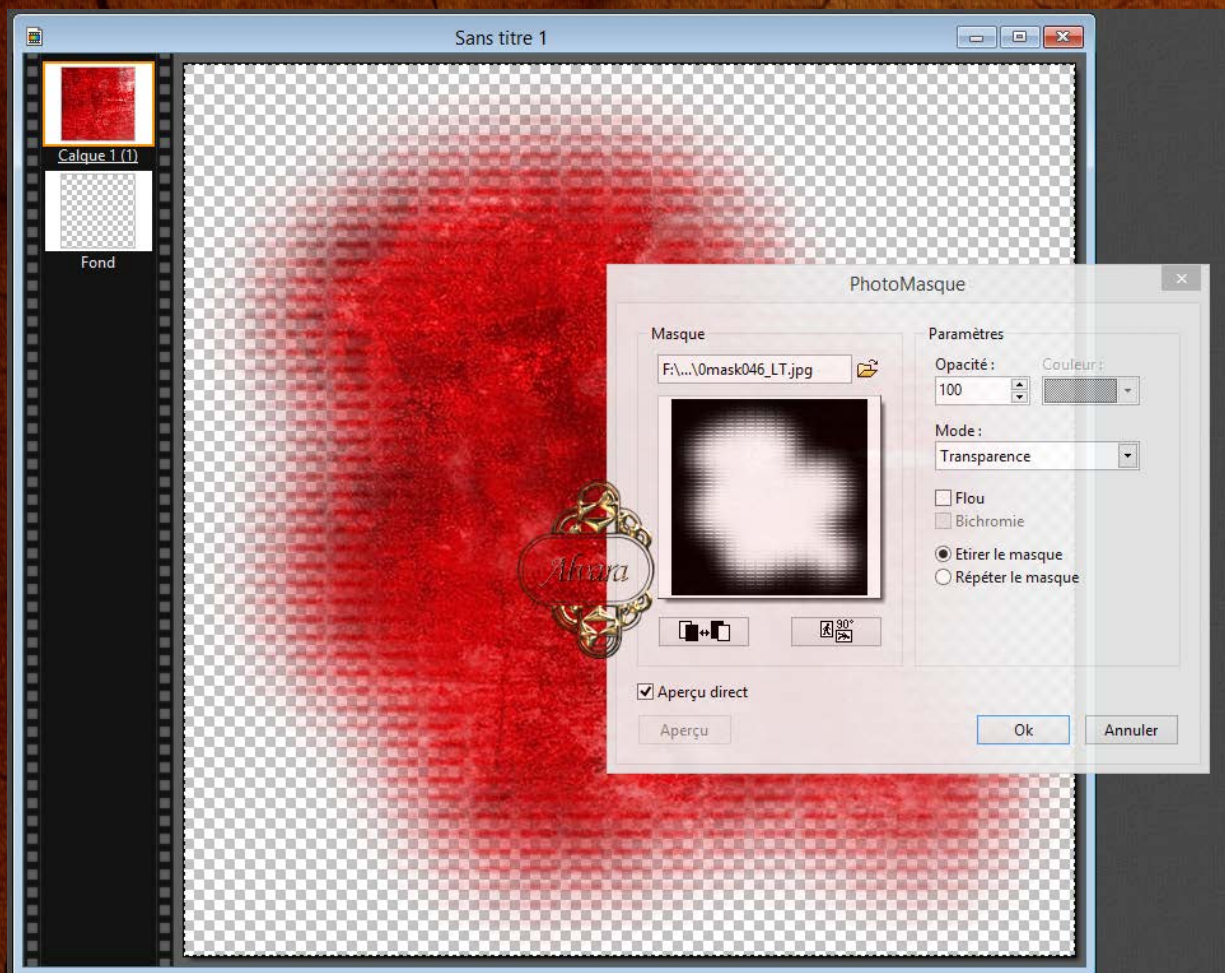 Sans titre 1
Calque 1 (1)
Fond
PhotoMasque
Masque
F:\...\0mask046_LT.jpg
Paramètres
Opacité :
Couleur :
100
Mode :
Transparence
Flou
Bichromie
Etirer le masque
Répéter le masque
90°
Aperçu direct
Aperçu
Ok
Annuler